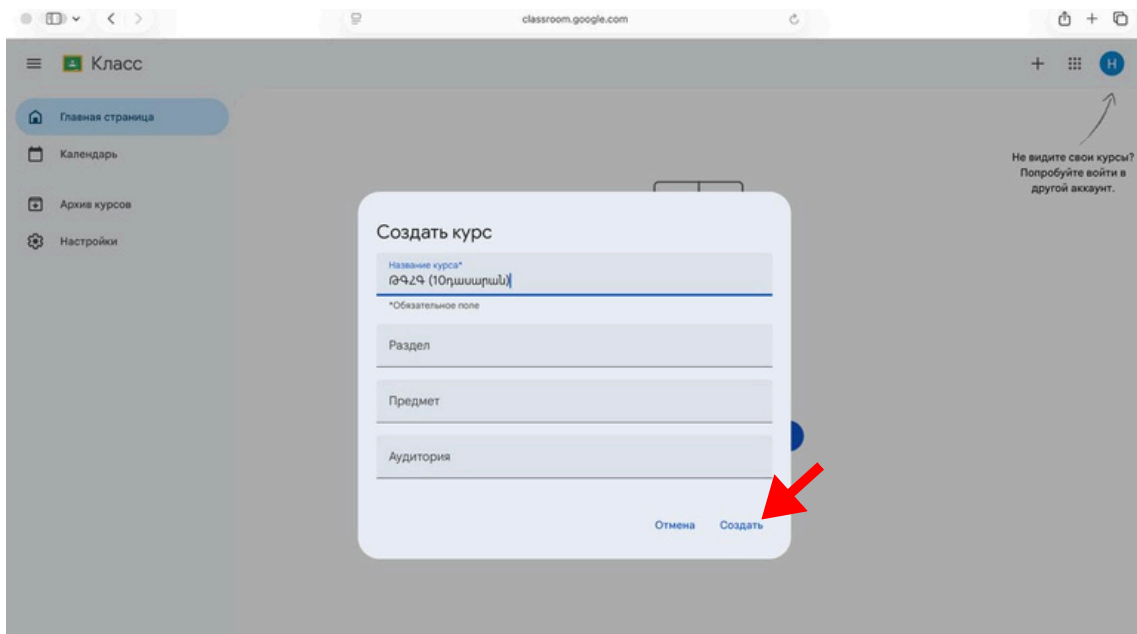 classroom.google.com
Класс
H
Главная страница
Календарь
Архив курсов
Настройки
Не видите свои курсы?
Попробуйте войти в
другой аккаунт.
Создать курс
Название курса*
ԹԳՀԳ (10դասարան)
*Обязательное поле
Раздел
Предмет
Аудитория
Отмена Создать